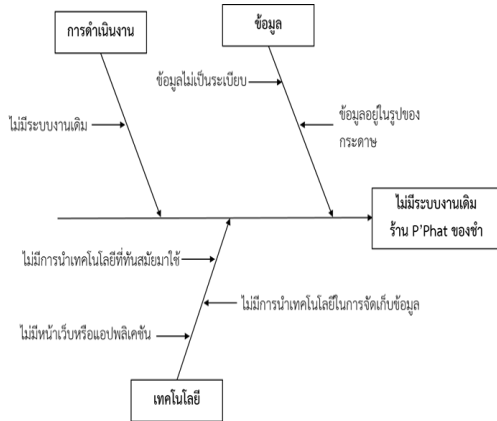 การดำเนินงาน
ข้อมูล
ข้อมูลไม่เป็นระเบียบ
ไม่มีระบบงานเดิม
ข้อมูลอยู่ในรูปของ
กระดาษ
ไม่มีระบบงานเดิม
ร้าน P'Phat ของชำ
ไม่มีการนำเทคโนโลยีที่ทันสมัยมาใช้
ไม่มีการนำเทคโนโลยีในการจัดเก็บข้อมูล
ไม่มีหน้าเว็บหรือแอปพลิเคชัน
เทคโนโลยี